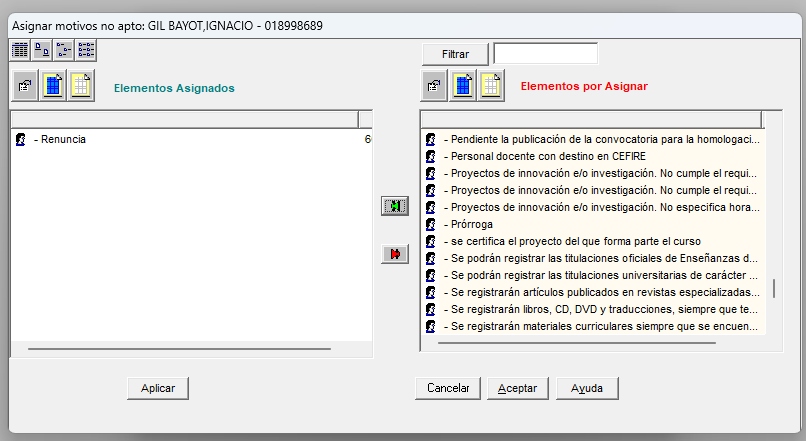 Asignar motivos no apto: GIL BAYOT,IGNACIO - 018998689
Filtrar
Elementos Asignados
Elementos por Asignar
- Renuncia
6
- Pendiente la publicación de la convocatoria para la homologaci...
- Personal docente con destino en CEFIRE
- Proyectos de innovación e/o investigación. No cumple el requi...
- Proyectos de innovación e/o investigación. No cumple el requi...
- Proyectos de innovación e/o investigación. No especifica hora...
- Prórroga
- se certifica el proyecto del que forma parte el curso
- Se podrán registrar las titulaciones oficiales de Enseñanzas d...
- Se podrán registrar las titulaciones universitarias de carácter ...
- Se registrarán artículos publicados en revistas especializadas...
- Se registrarán libros, CD, DVD y traducciones, siempre que te...
- Se registrarán materiales curriculares siempre que se encuen...
Aplicar
Cancelar
Aceptar
Ayuda